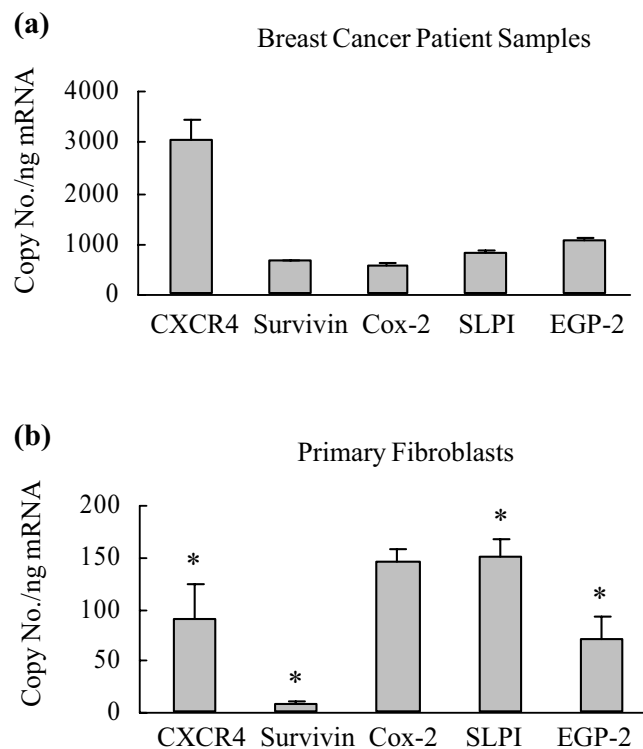 (a)
Breast Cancer Patient Samples
Copy No./ng mRNA
4000
3000
2000
1000
0
CXCR4 Survivin Cox-2 SLPI EGP-2
(b)
Primary Fibroblasts
Copy No./ng mRNA
200
150
100
50
0
*
*
*
*
CXCR4 Survivin Cox-2 SLPI EGP-2